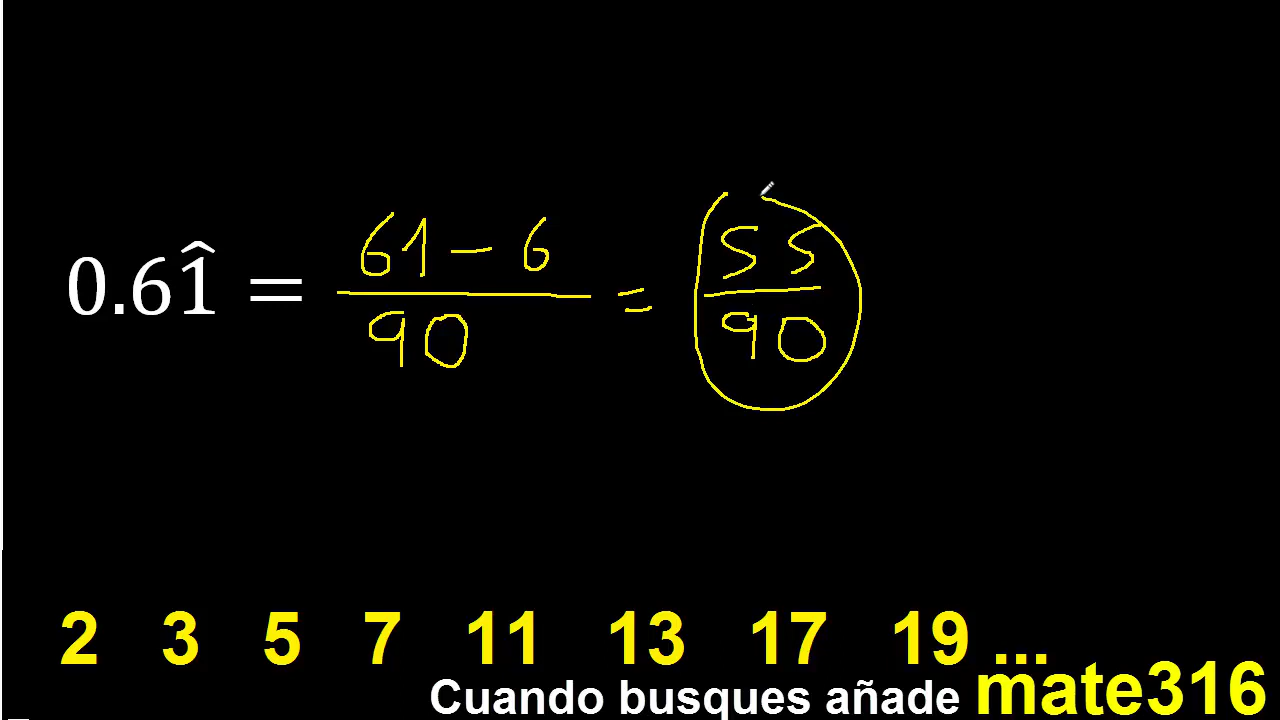 0.61̂ = 61 - 6 / 90 = 55 / 90
2 3 5 7 11 13 17 19 ...
Cuando busques añade mate316